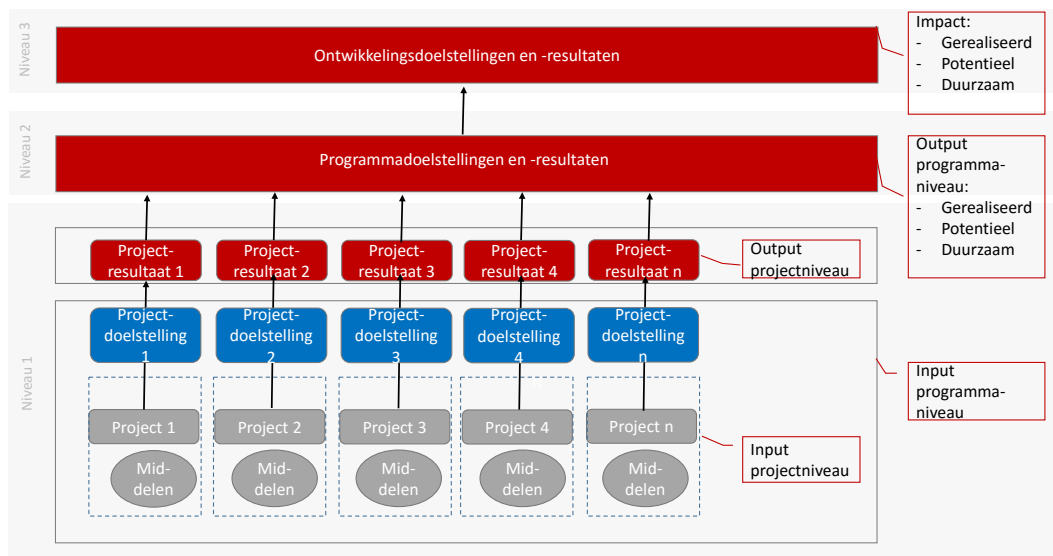 Niveau 3
Ontwikkelingsdoelstellingen en -resultaten
Impact:
- Gerealiseerd
- Potentieel
- Duurzaam
Niveau 2
Programmadoelstellingen en -resultaten
Output
programma-
niveau:
- Gerealiseerd
- Potentieel
- Duurzaam
Niveau 1
Project-
resultaat 1
Project-
resultaat 2
Project-
resultaat 3
Project-
resultaat 4
Project-
resultaat n
Output
projectniveau
Project-
doelstelling
1
Project-
doelstelling
2
Project-
doelstelling
3
Project-
doelstelling
4
Project-
doelstelling
n
Input
programma-
niveau
Project 1
Project 2
Project 3
Project 4
Project n
Input
projectniveau
Mid-
delen
Mid-
delen
Mid-
delen
Mid-
delen
Mid-
delen